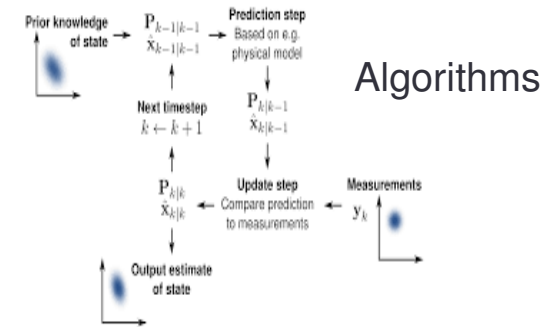 Prior knowledge
of state
P_{k-1|k-1}
x̂_{k-1|k-1}
Prediction step
Based on e.g.
physical model
Algorithms
Next timestep
k ← k + 1
P_{k|k-1}
x̂_{k|k-1}
P_{k|k}
x̂_{k|k}
Update step
Compare prediction
to measurements
Measurements
y_k
Output estimate
of state